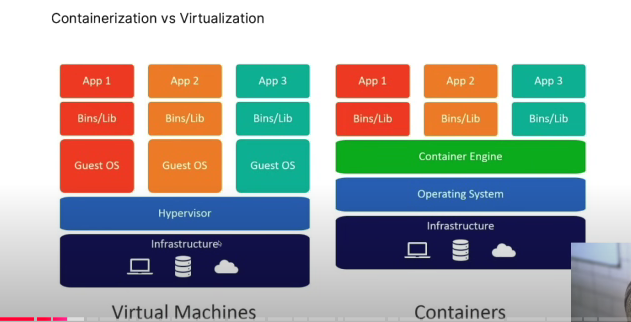 Containerization vs Virtualization
App 1
App 2
App 3
Bins/Lib
Bins/Lib
Bins/Lib
Guest OS
Guest OS
Guest OS
Hypervisor
Infrastructure
Virtual Machines
App 1
App 2
App 3
Bins/Lib
Bins/Lib
Bins/Lib
Container Engine
Operating System
Infrastructure
Containers